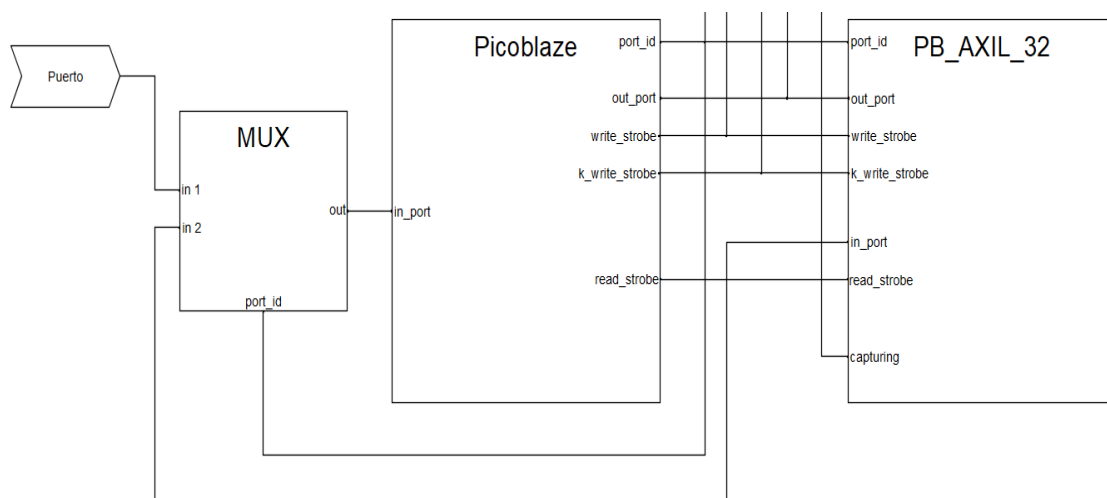 Puerto
MUX
in 1
in 2
out
port_id
Picoblaze
port_id
out_port
write_strobe
k_write_strobe
in_port
read_strobe
PB_AXIL_32
port_id
out_port
write_strobe
k_write_strobe
in_port
read_strobe
capturing